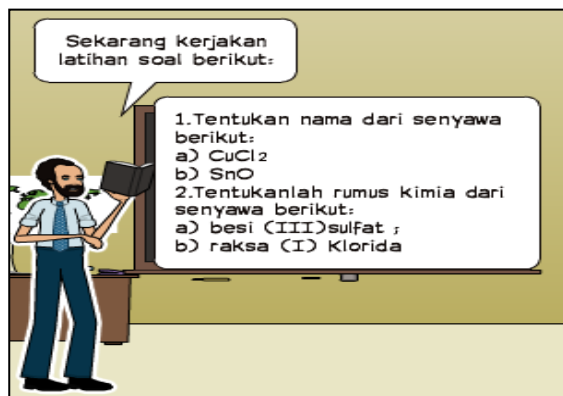 Sekarang kerjakan
latihan soal berikut:
1.Tentukan nama dari senyawa
berikut:
a) CuCl2
b) SnO
2.Tentukanlah rumus kimia dari
senyawa berikut:
a) besi (III)sulfat ;
b) raksa (I) Klorida